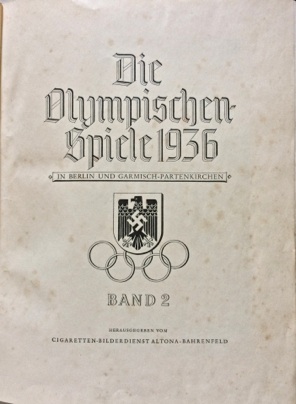 Die
Olympischen
Spiele 1936
IN BERLIN UND GARMISCH-PARTENKIRCHEN
BAND 2
HERAUSGEGEBEN VOM
CIGARETTEN-BILDERDIENST ALTONA-BAHRENFELD